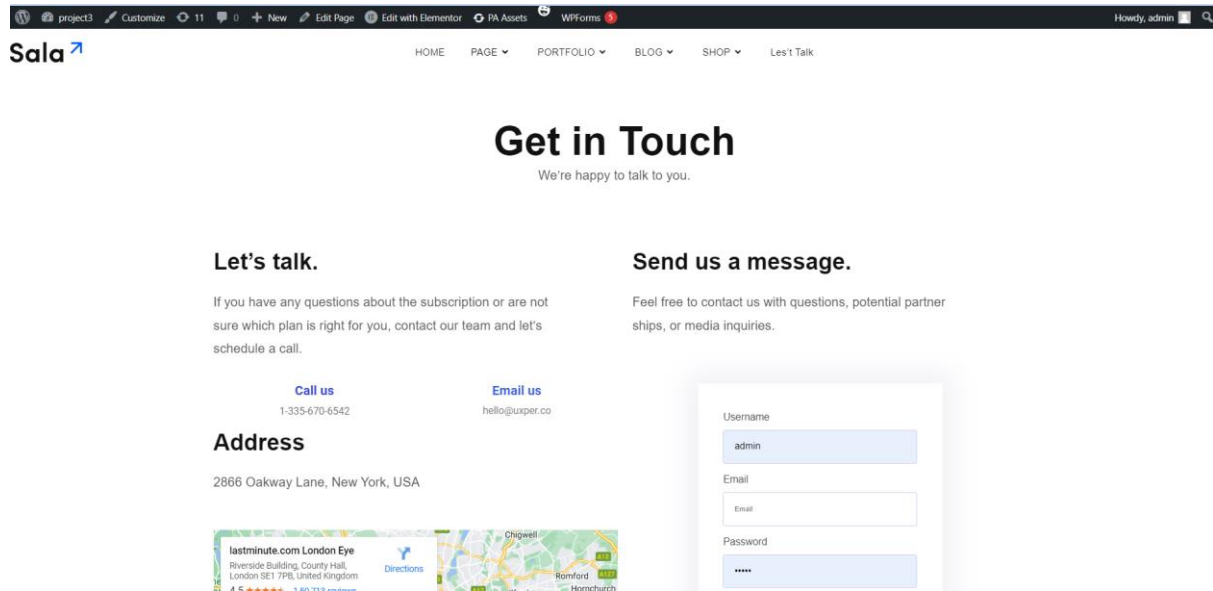 project3 Customize 11 0 New Edit Page Edit with Elementor PA Assets WPForms 5 Howdy, admin
Sala
HOME PAGE PORTFOLIO BLOG SHOP Les't Talk
Get in Touch
We're happy to talk to you.
Let's talk.
If you have any questions about the subscription or are not
sure which plan is right for you, contact our team and let's
schedule a call.
Call us Email us
1-335-670-6542 hello@uxper.co
Address
2866 Oakway Lane, New York, USA
lastminute.com London Eye
Riverside Building, County Hall,
London SE1 7PB, United Kingdom
Directions
Chigwell
A12
Romford A127
Hornchurch
Send us a message.
Feel free to contact us with questions, potential partner
ships, or media inquiries.
Username
admin
Email
Email
Password
•••••